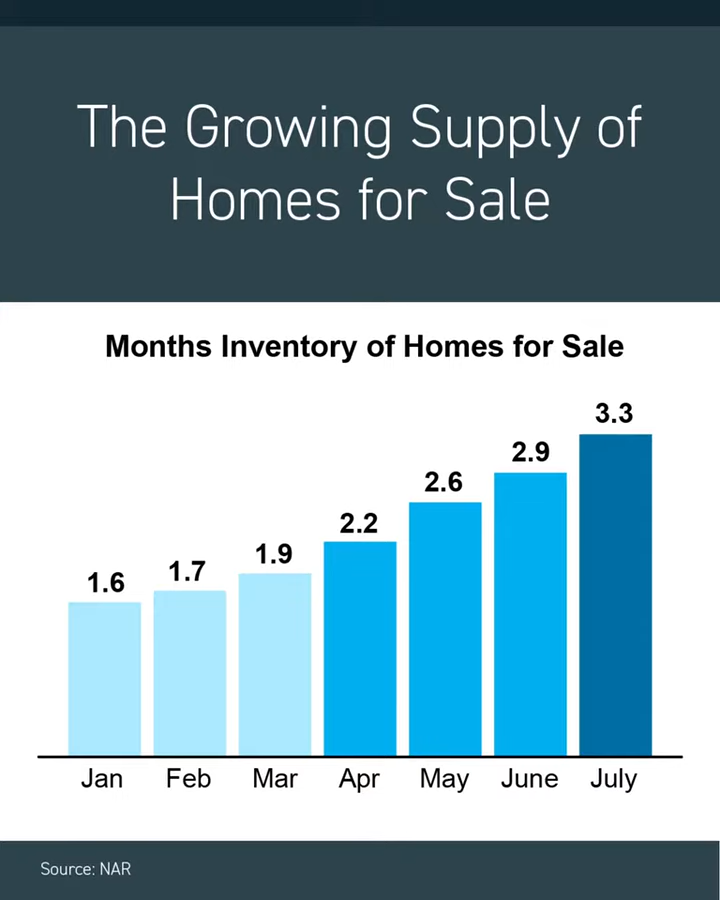 The Growing Supply of
Homes for Sale
Months Inventory of Homes for Sale
3.3
2.9
2.6
2.2
1.9
1.7
1.6
Jan Feb Mar Apr May June July
Source: NAR